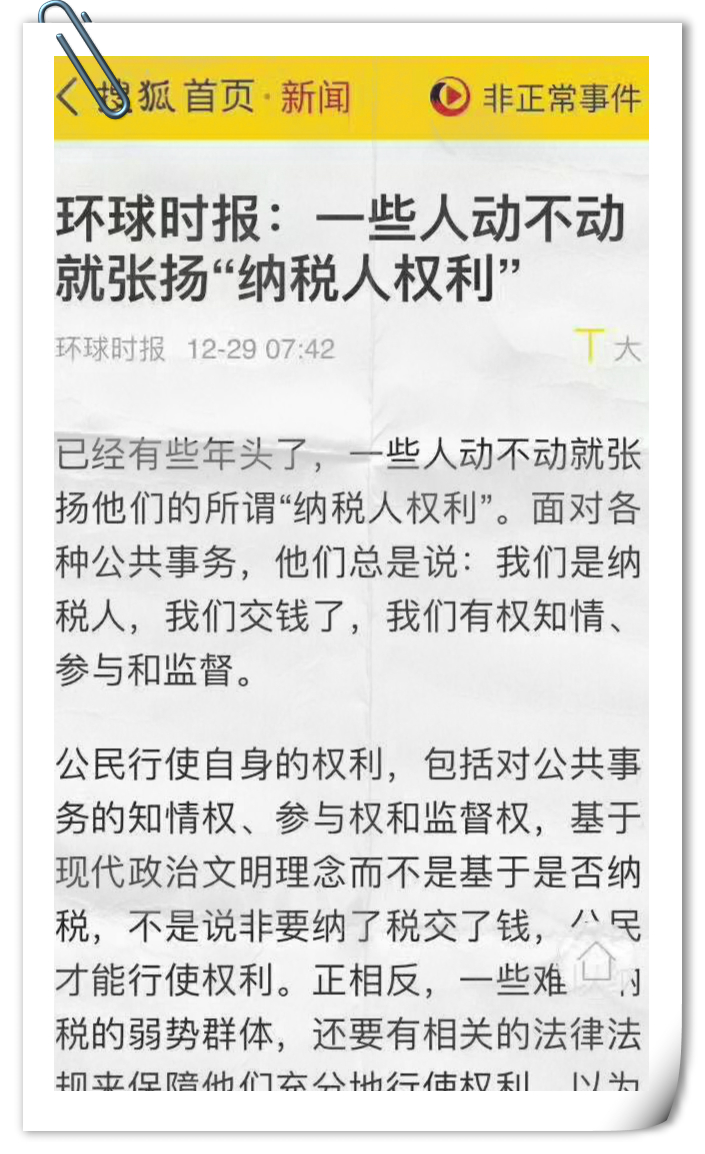 搜狐 首页·新闻 非正常事件
环球时报：一些人动不动
就张扬“纳税人权利”
环球时报 12-29 07:42 T 大
已经有些年头了，一些人动不动就张
扬他们的所谓“纳税人权利”。面对各
种公共事务，他们总是说：我们是纳
税人，我们交钱了，我们有权知情、
参与和监督。
公民行使自身的权利，包括对公共事
务的知情权、参与权和监督权，基于
现代政治文明理念而不是基于是否纳
税，不是说非要纳了税交了钱，公民
才能行使权利。正相反，一些难
税的弱势群体，还要有相关的法律法
规来保障他们充分地行使权利。以为